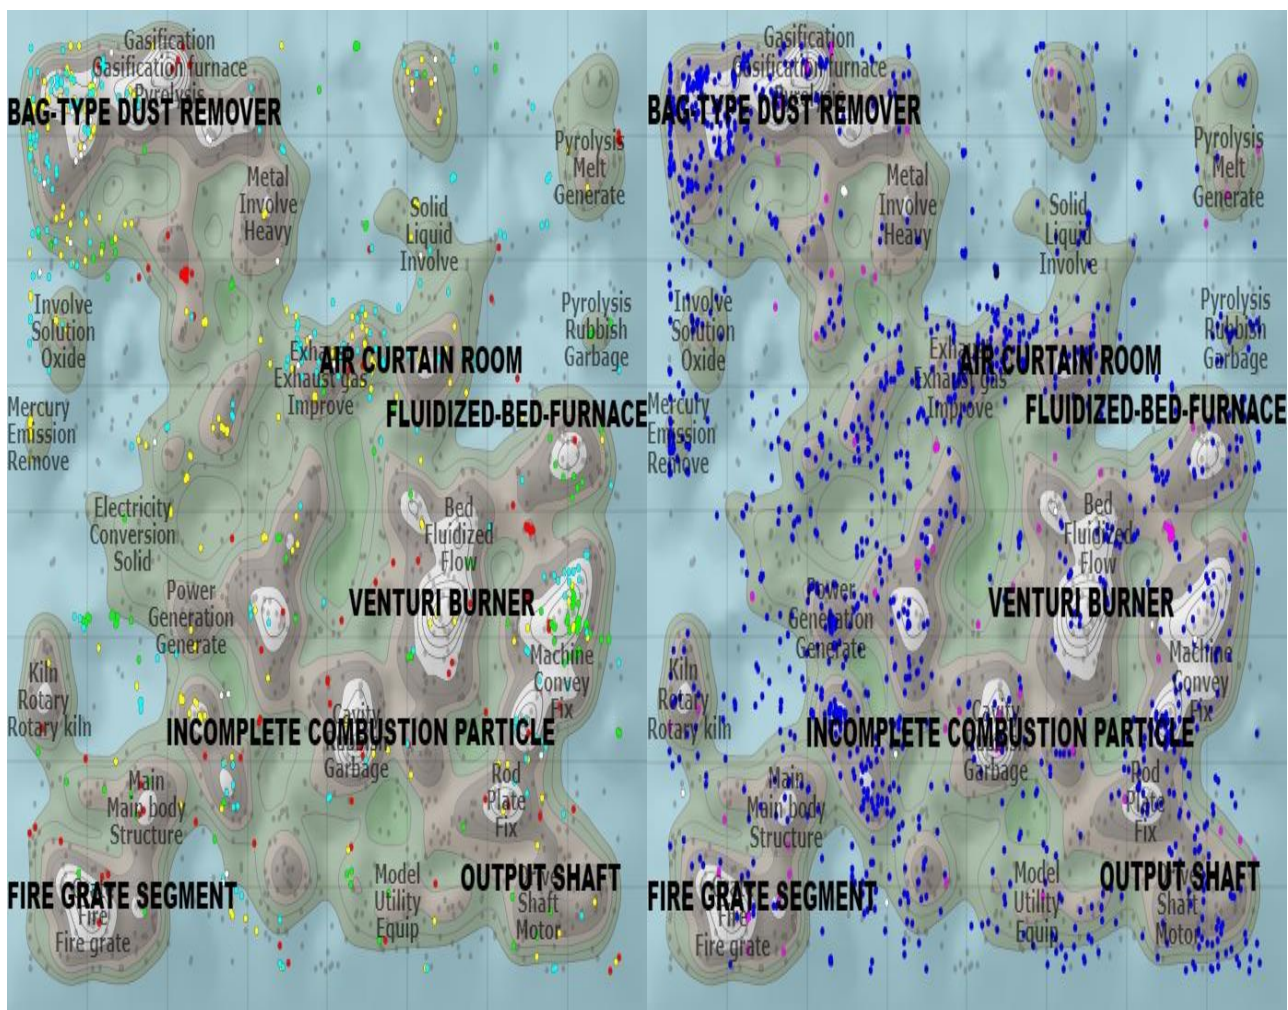 Gasification
Gasification furnace
Pyrolysis
BAG-TYPE DUST REMOVER
Pyrolysis
Melt
Generate
Metal
Involve
Heavy
Solid
Liquid
Involve
Involve
Solution
Oxide
Pyrolysis
Rubbish
Garbage
AIR CURTAIN ROOM
Exhaust gas
Improve
FLUIDIZED-BED-FURNACE
Mercury
Emission
Remove
Electricity
Conversion
Solid
Bed
Fluidized
Flow
Power
Generation
Generate
VENTURI BURNER
Machine
Convey
Fix
Kiln
Rotary
Rotary kiln
INCOMPLETE COMBUSTION PARTICLE
Garbage
Main
Main body
Structure
Rod
Plate
Fix
OUTPUT SHAFT
Shaft
Motor
Model
Utility
Equip
FIRE GRATE SEGMENT
Fire
Fire grate
Gasification
Gasification furnace
Pyrolysis
BAG-TYPE DUST REMOVER
Pyrolysis
Melt
Generate
Metal
Involve
Heavy
Solid
Liquid
Involve
Involve
Solution
Oxide
Pyrolysis
Rubbish
Garbage
AIR CURTAIN ROOM
Exhaust gas
Improve
FLUIDIZED-BED-FURNACE
Mercury
Emission
Remove
Bed
Fluidized
Flow
Power
Generation
Generate
VENTURI BURNER
Machine
Convey
Fix
Kiln
Rotary
Rotary kiln
INCOMPLETE COMBUSTION PARTICLE
Garbage
Main
Main body
Structure
Rod
Plate
Fix
OUTPUT SHAFT
Shaft
Motor
Model
Utility
Equip
FIRE GRATE SEGMENT
Fire
Fire grate